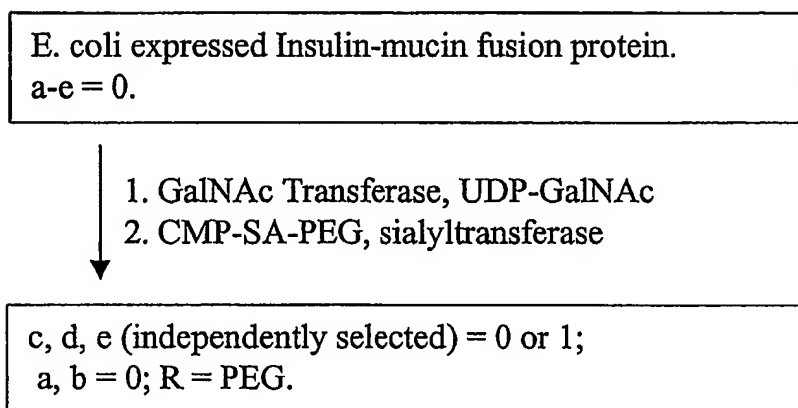 E. coli expressed Insulin-mucin fusion protein.
a-e = 0.
1. GalNAc Transferase, UDP-GalNAc
2. CMP-SA-PEG, sialyltransferase
c, d, e (independently selected) = 0 or 1;
a, b = 0; R = PEG.